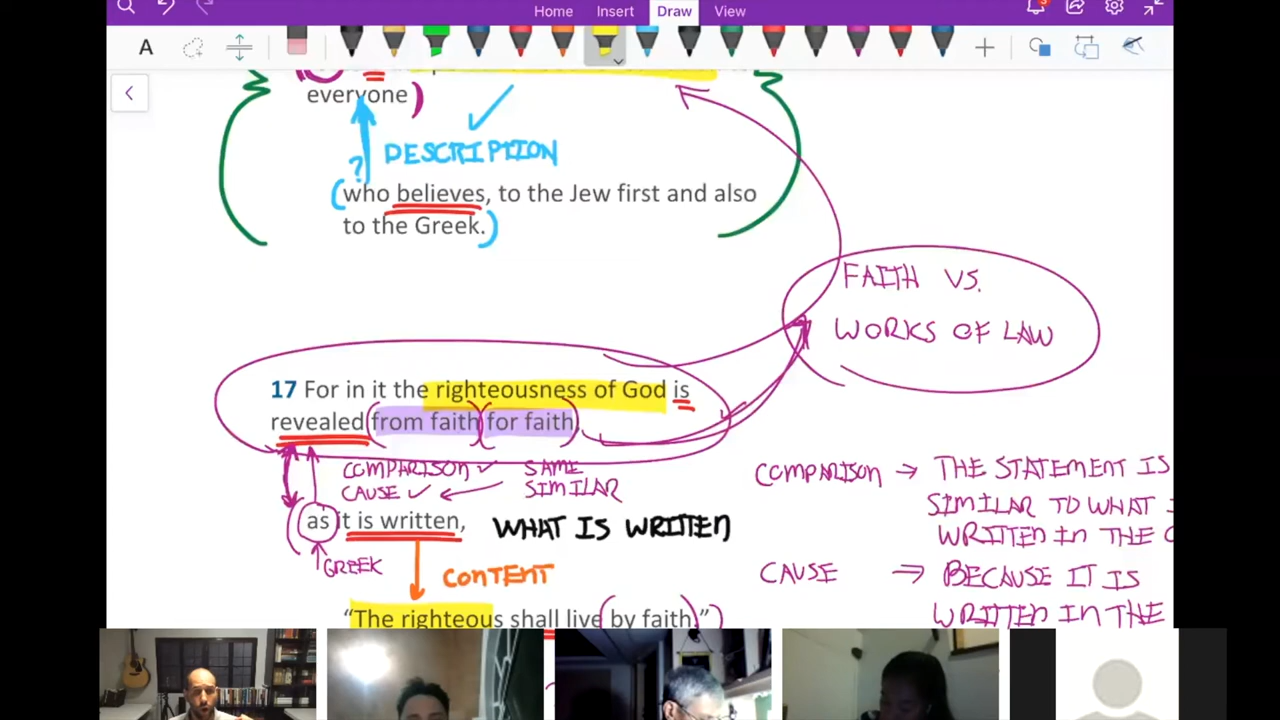 Home Insert Draw View
A
everyone)
DESCRIPTION
?
(who believes, to the Jew first and also
to the Greek.)
FAITH VS.
WORKS OF LAW
17 For in it the righteousness of God is
revealed (from faith)(for faith),
COMPARISON ✓ SAME
CAUSE ✓ SIMILAR
COMPARISON → THE STATEMENT IS
SIMILAR TO WHAT
WRITTEN IN THE
(as it is written, WHAT IS WRITTEN
GREEK
CONTENT
CAUSE → BECAUSE IT IS
WRITTEN IN THE
“The righteous shall live (by faith.”)